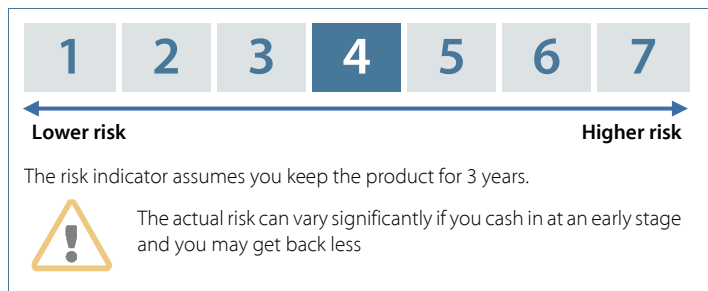 1 2 3 4 5 6 7
Lower risk Higher risk
The risk indicator assumes you keep the product for 3 years.
The actual risk can vary significantly if you cash in at an early stage
and you may get back less